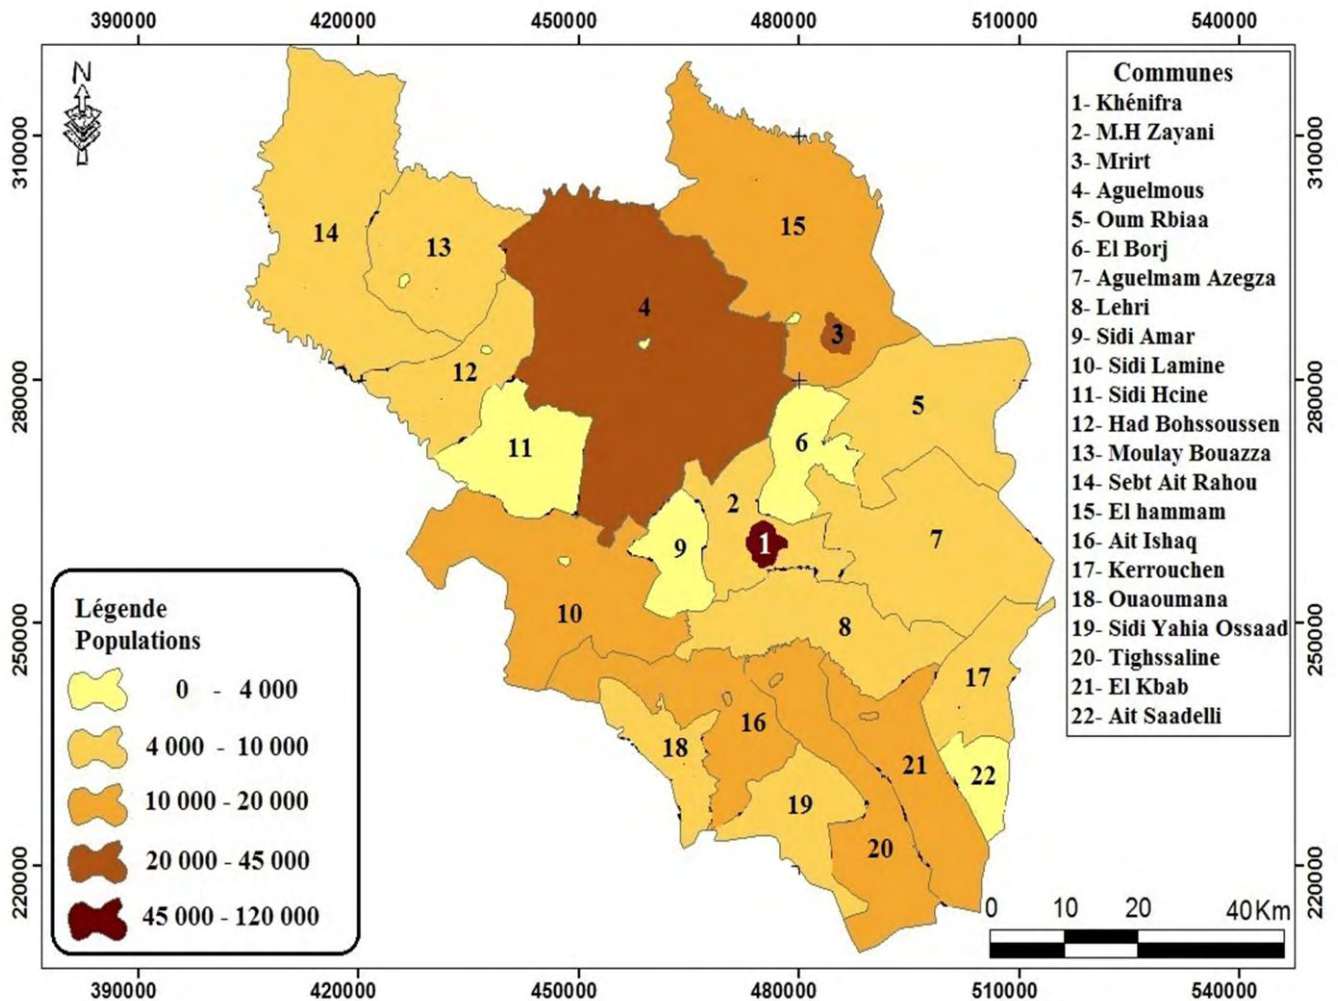 390000 420000 450000 480000 510000 540000
N
310000
280000
250000
220000
310000
280000
250000
220000
14
13
15
4
3
12
5
11
6
2
9
1
7
10
8
17
16
18
21
22
19
20
Communes
1- Khénifra
2- M.H Zayani
3- Mrirt
4- Aguelmous
5- Oum Rbiaa
6- El Borj
7- Aguelmam Azegza
8- Lehri
9- Sidi Amar
10- Sidi Lamine
11- Sidi Hcine
12- Had Bohssoussen
13- Moulay Bouazza
14- Sebt Ait Rahou
15- El hammam
16- Ait Ishaq
17- Kerrouchen
18- Ouaoumana
19- Sidi Yahia Ossaad
20- Tighssaline
21- El Kbab
22- Ait Saadelli
Légende
Populations
0 - 4 000
4 000 - 10 000
10 000 - 20 000
20 000 - 45 000
45 000 - 120 000
0 10 20 40 Km
390000 420000 450000 480000 510000 540000